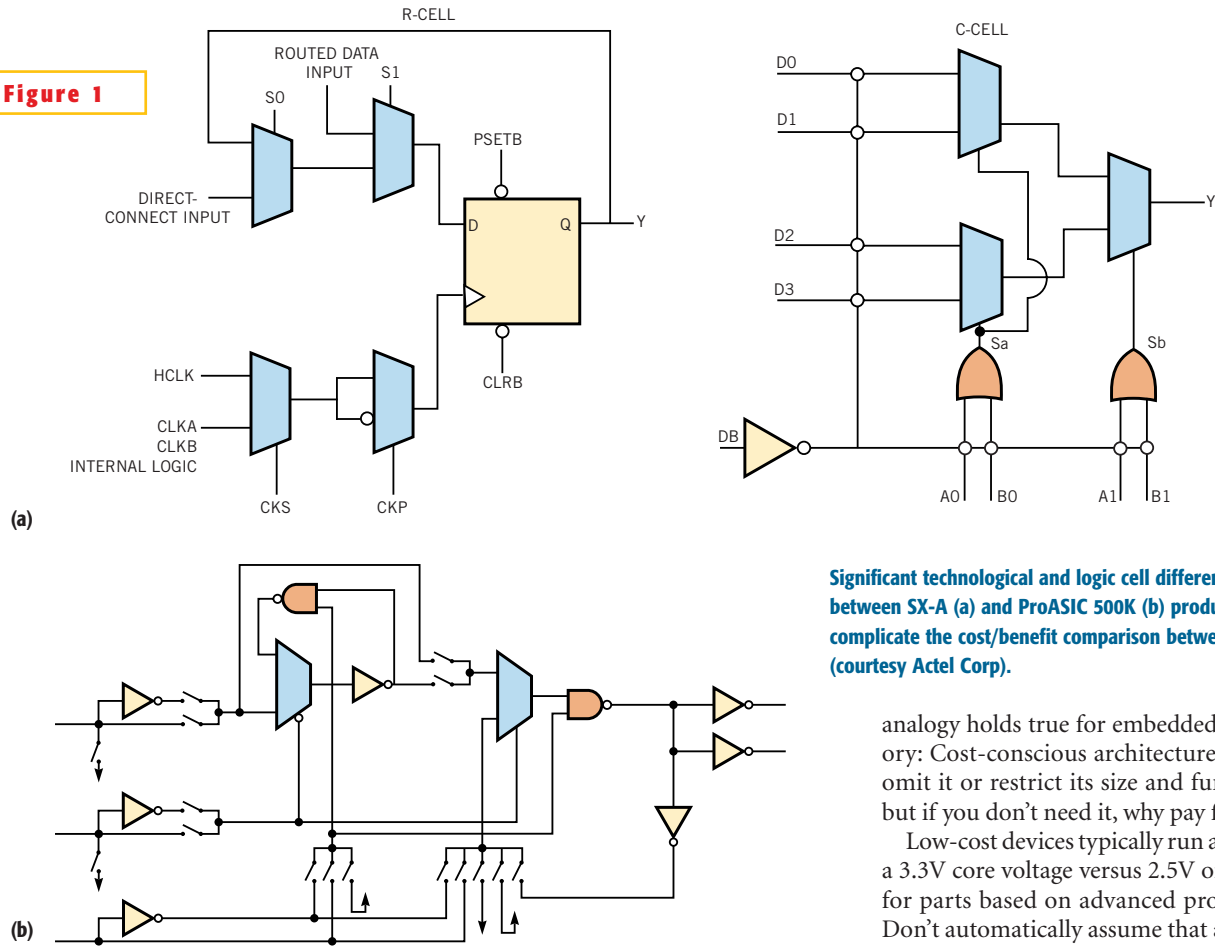 Figure 1
R-CELL
ROUTED DATA
INPUT
S1
S0
PSETB
DIRECT-
CONNECT INPUT
D
Q
Y
HCLK
CLKA
CLKB
INTERNAL LOGIC
CLRB
CKS
CKP
(a)
C-CELL
D0
D1
D2
D3
Y
Sa
Sb
DB
A0
B0
A1
B1
(b)
Significant technological and logic cell differen
between SX-A (a) and ProASIC 500K (b) produ
complicate the cost/benefit comparison betwe
(courtesy Actel Corp).
analogy holds true for embedded
ory: Cost-conscious architecture
omit it or restrict its size and fun
but if you don't need it, why pay f
Low-cost devices typically run a
a 3.3V core voltage versus 2.5V o
for parts based on advanced pro
Don't automatically assume that a